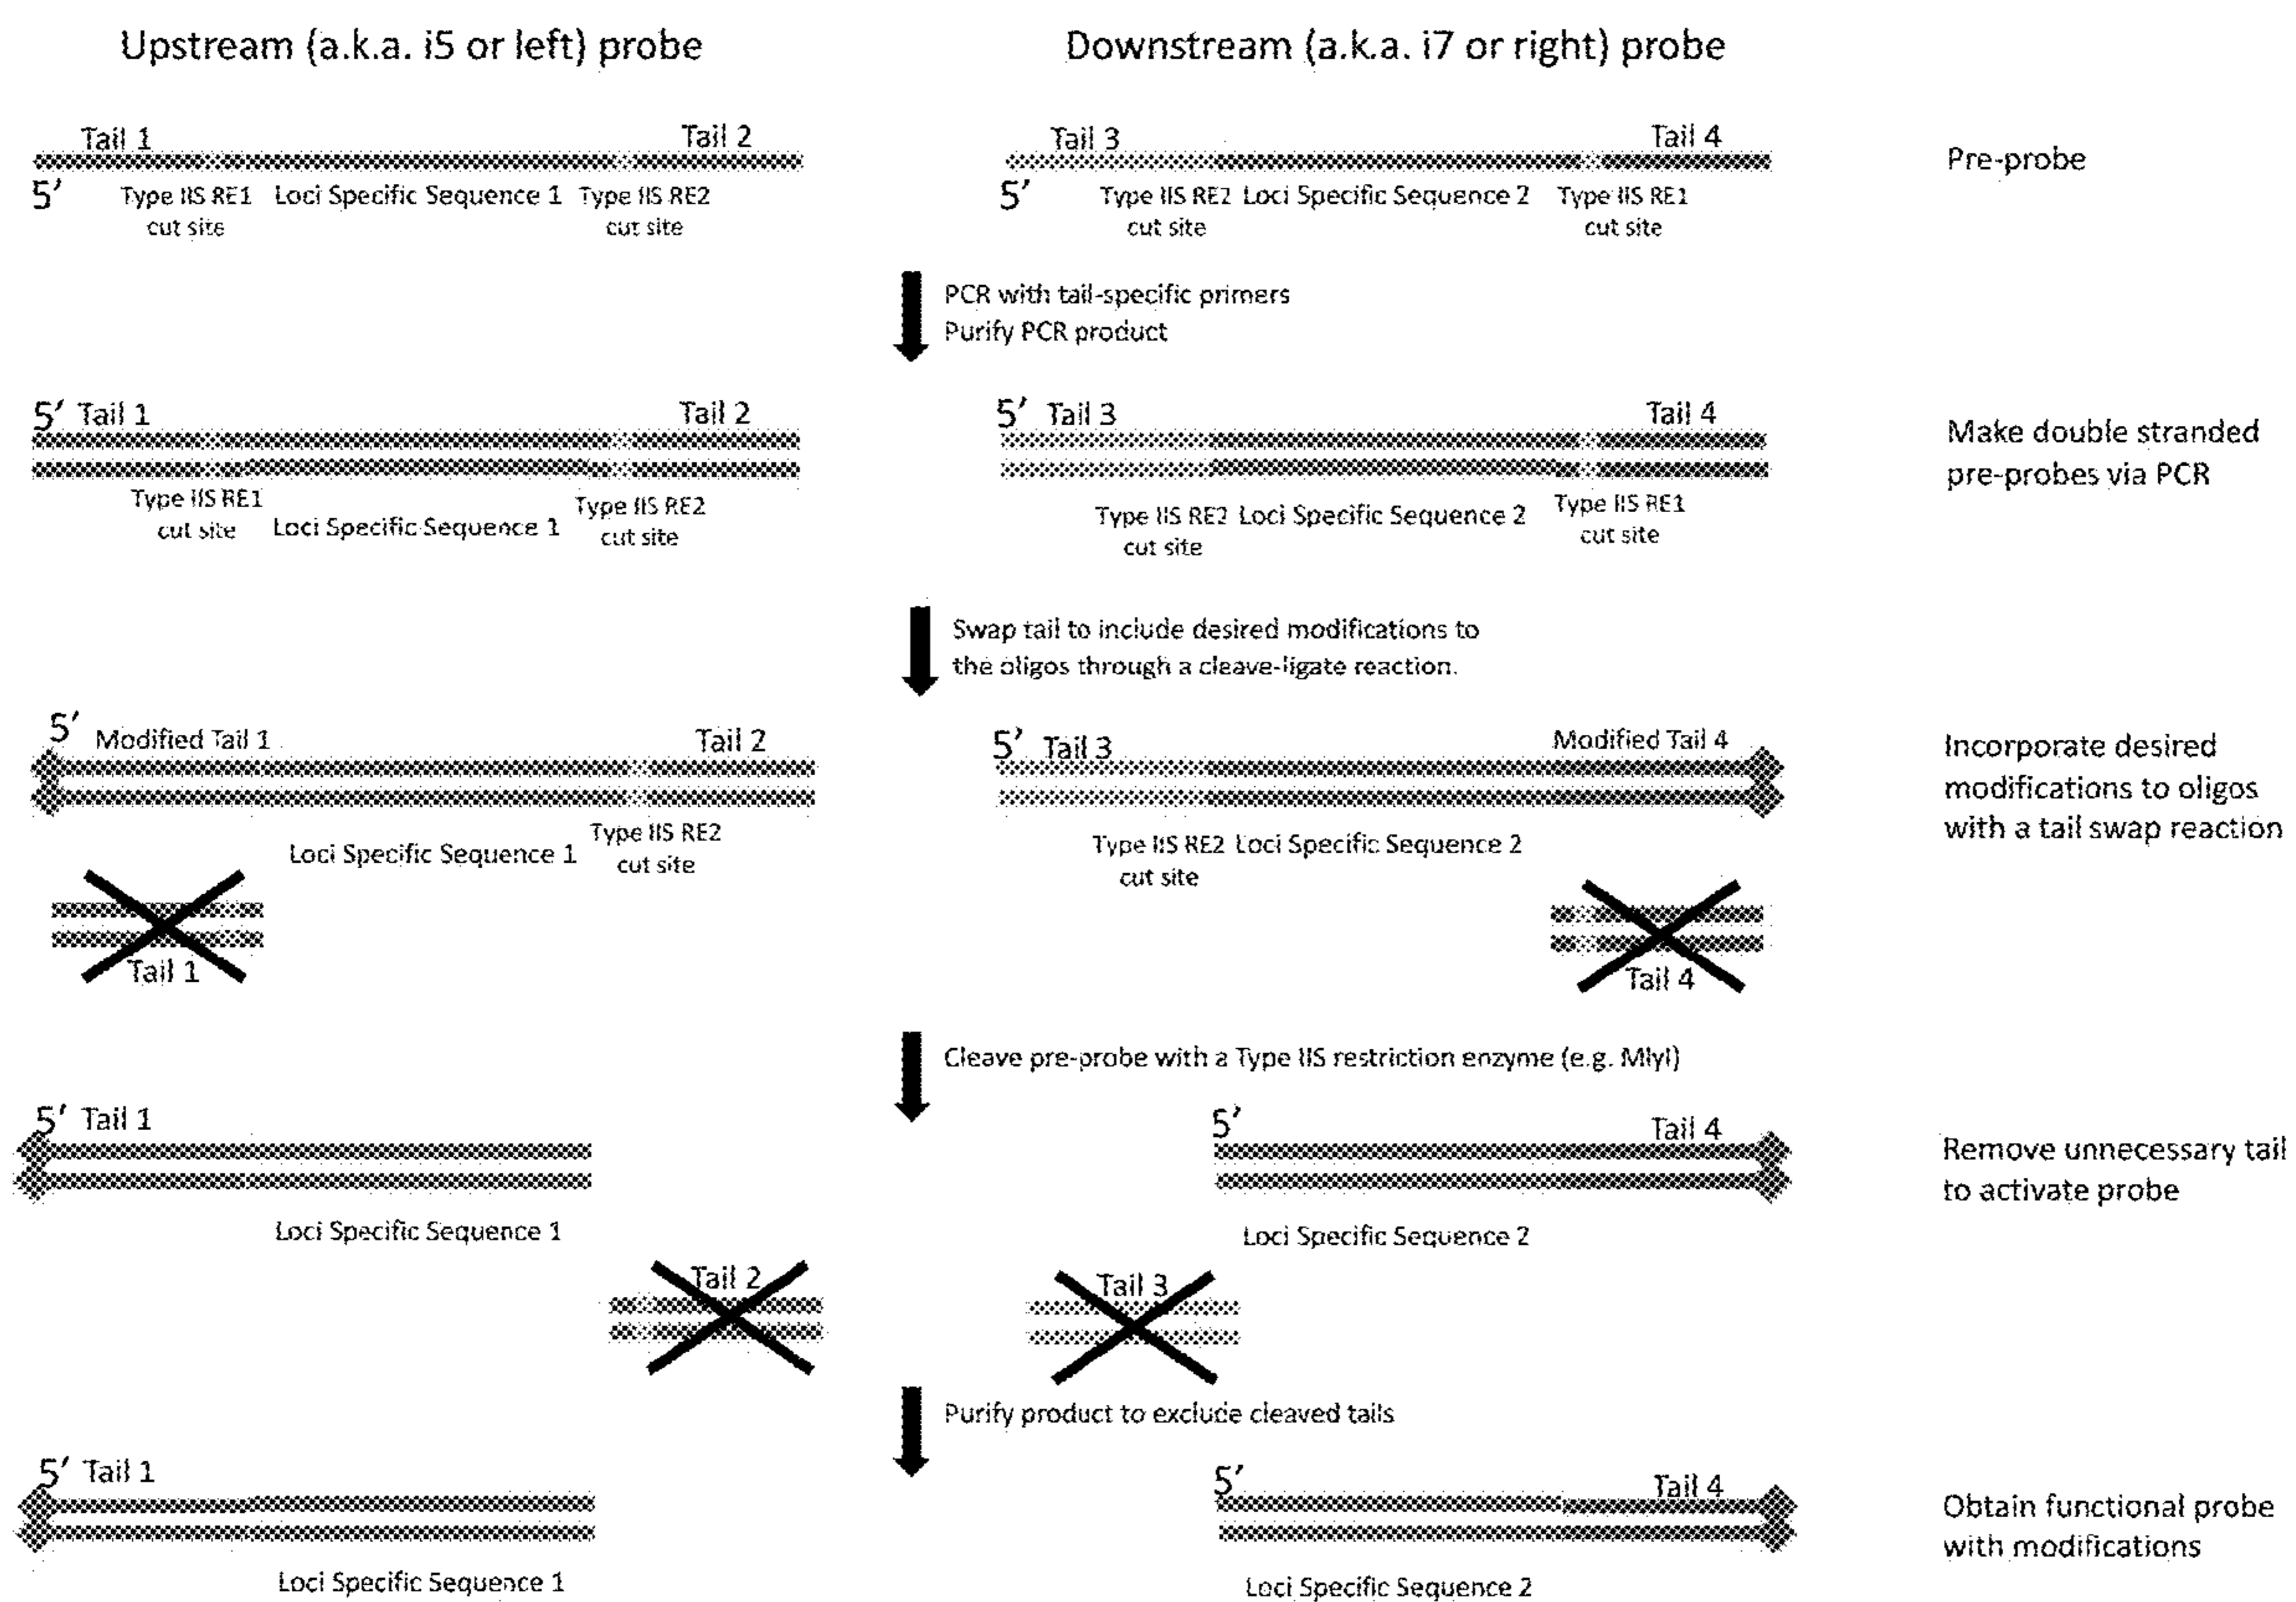 Upstream (a.k.a. i5 or left) probe
Downstream (a.k.a. i7 or right) probe
Tail 1
Tail 2
Tail 3
Tail 4
Pre-probe
5′
Type IIS RE1
cut site
Loci Specific Sequence 1
Type IIS RE2
cut site
5′
Type IIS RE2
cut site
Loci Specific Sequence 2
Type IIS RE1
cut site
PCR with tail-specific primers
Purify PCR product
5′ Tail 1
Tail 2
5′ Tail 3
Tail 4
Make double stranded
pre-probes via PCR
Type IIS RE1
cut site
Loci Specific Sequence 1
Type IIS RE2
cut site
Type IIS RE2
cut site
Loci Specific Sequence 2
Type IIS RE1
cut site
Swap tail to include desired modifications to
the oligos through a cleave-ligate reaction.
5′ Modified Tail 1
Tail 2
5′ Tail 3
Modified Tail 4
Incorporate desired
modifications to oligos
with a tail swap reaction
Loci Specific Sequence 1
Type IIS RE2
cut site
Type IIS RE2
cut site
Loci Specific Sequence 2
Tail 1
Tail 4
Cleave pre-probe with a Type IIS restriction enzyme (e.g. MlyI)
5′ Tail 1
5′
Tail 4
Remove unnecessary tail
to activate probe
Loci Specific Sequence 1
Loci Specific Sequence 2
Tail 2
Tail 3
Purify product to exclude cleaved tails
5′ Tail 1
5′
Tail 4
Obtain functional probe
with modifications
Loci Specific Sequence 1
Loci Specific Sequence 2